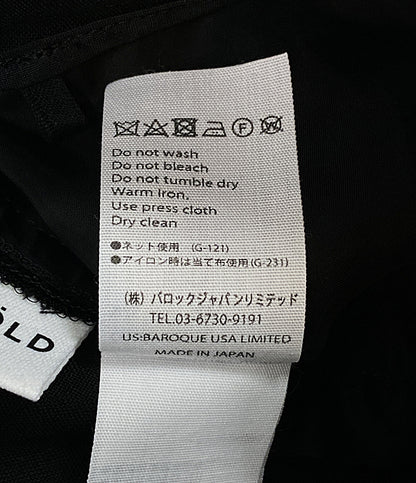 Do not wash
Do not bleach
Do not tumble dry
Warm Iron,
Use press cloth
Dry clean
●ネット使用 (G-121)
●アイロン時は当て布使用(G-231)
(株) バロックジャパンリミテッド
TEL.03-6730-9191
US:BAROQUE USA LIMITED
MADE IN JAPAN
LD